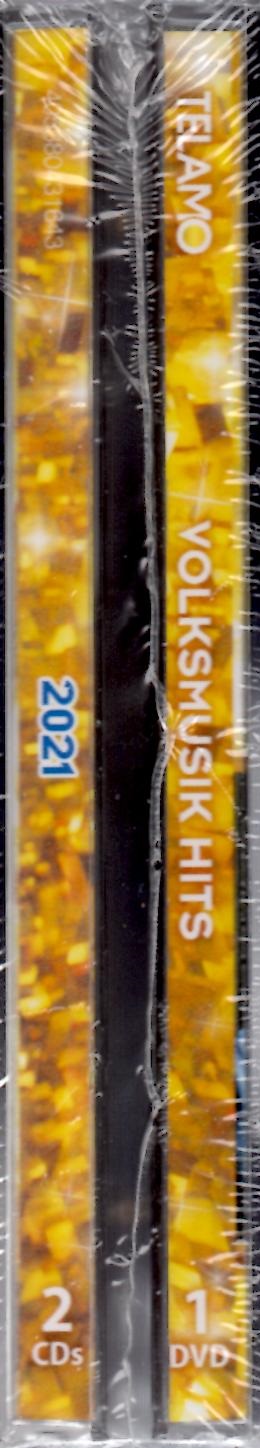 TELAMO
VOLKSMUSIK HITS
1
DVD
2021
2
CDs